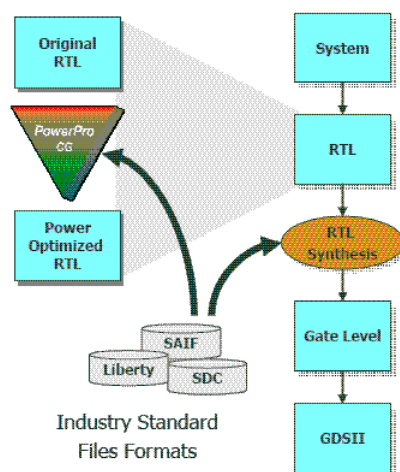 Original
RTL
PowerPro
CG
Power
Optimized
RTL
System
RTL
RTL
Synthesis
Gate Level
GDSII
SAIF
Liberty
SDC
Industry Standard
Files Formats